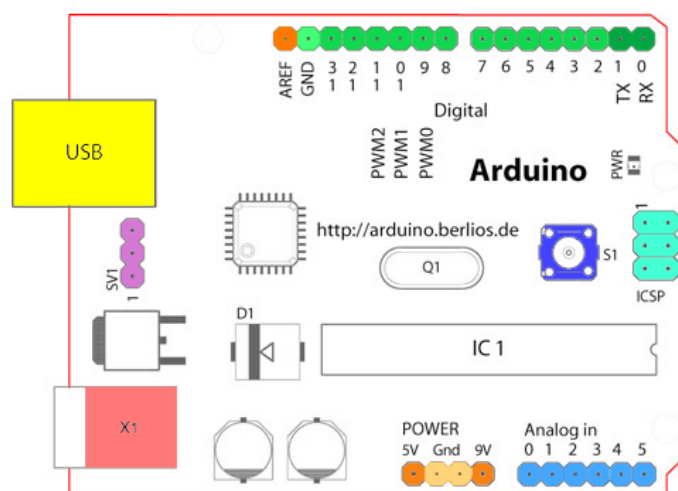 AREF
GND
13
12
11
10
9
8
7
6
5
4
3
2
1
0
TX
RX
Digital
PWM2
PWM1
PWM0
USB
Arduino
PWR
http://arduino.berlios.de
1
SV1
1
Q1
S1
ICSP
D1
IC 1
X1
POWER
5V Gnd 9V
Analog in
0 1 2 3 4 5